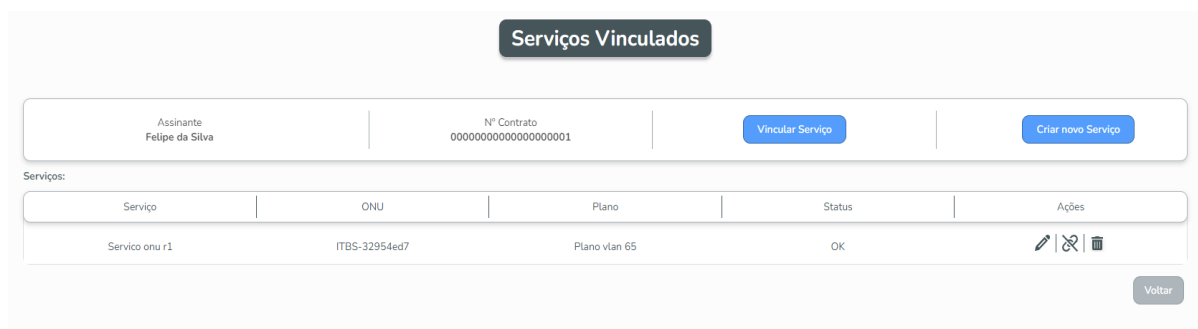 Serviços Vinculados
Assinante
Felipe da Silva
Nº Contrato
00000000000000000001
Vincular Serviço
Criar novo Serviço
Serviços:
Serviço
ONU
Plano
Status
Ações
Servico onu r1
ITBS-32954ed7
Plano vlan 65
OK
Voltar